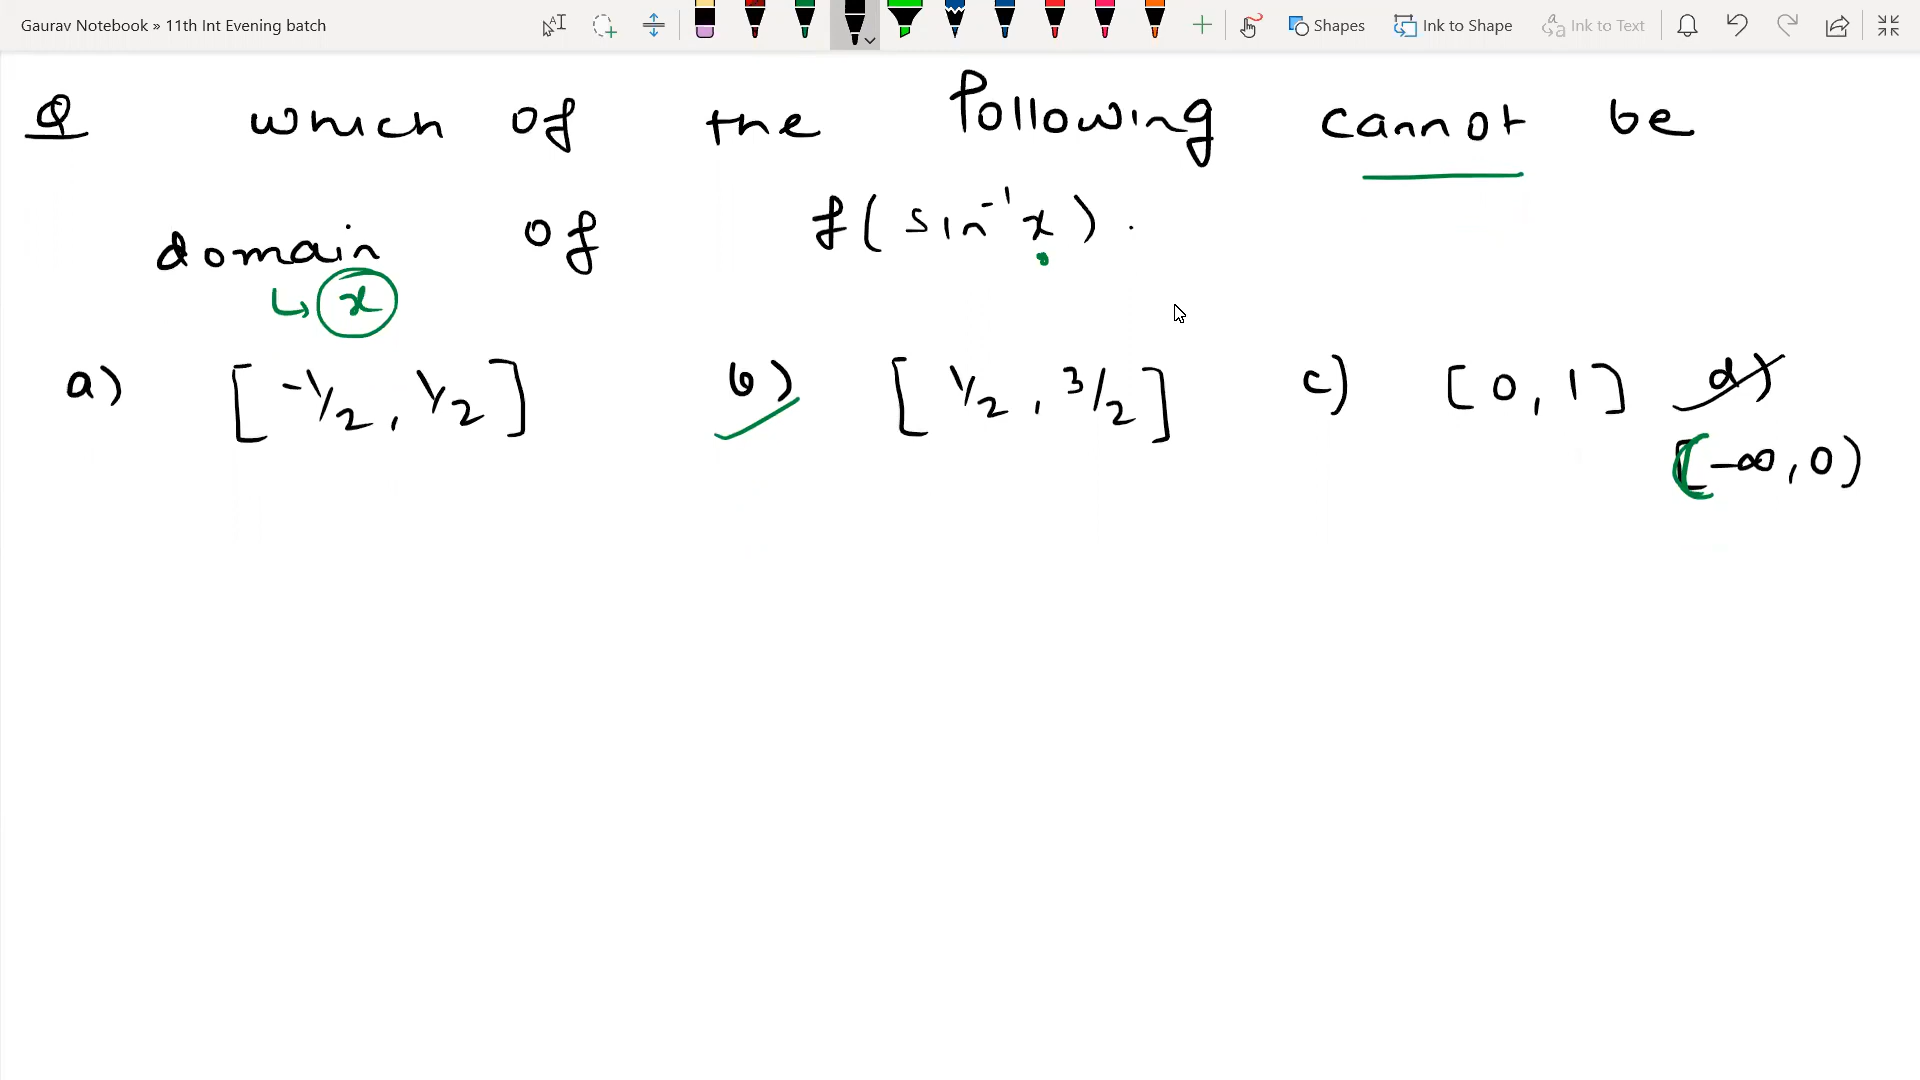 Gaurav Notebook » 11th Int Evening batch
Shapes
Ink to Shape
Ink to Text
Q which of the following cannot be
domain of f(sin⁻¹x).
↳ x
a) [-1/2, 1/2] b) [1/2, 3/2] c) [0, 1] d)
(-∞, 0)